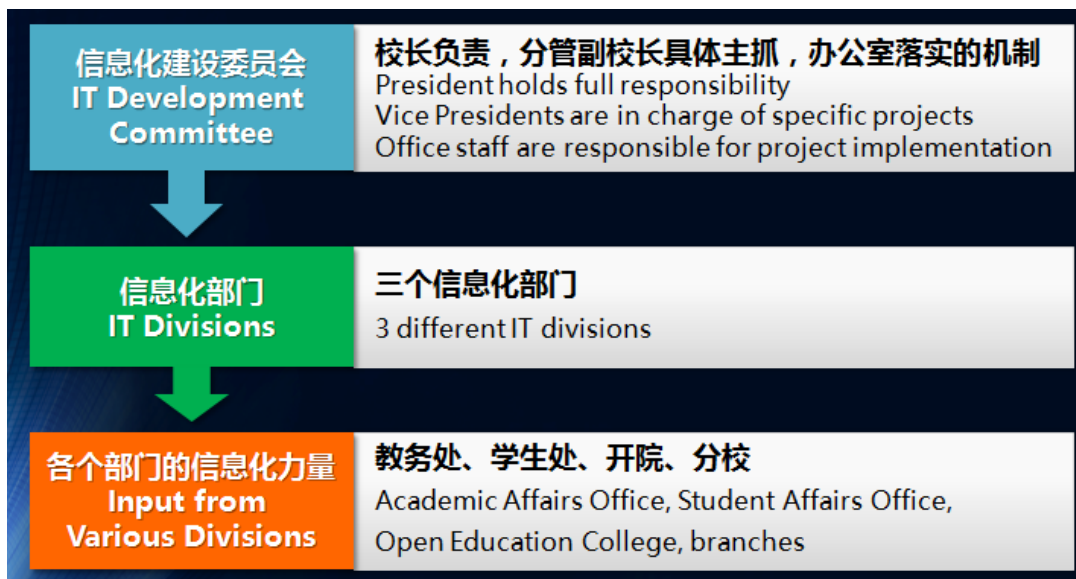 信息化建设委员会
IT Development
Committee
校长负责，分管副校长具体主抓，办公室落实的机制
President holds full responsibility
Vice Presidents are in charge of specific projects
Office staff are responsible for project implementation
信息化部门
IT Divisions
三个信息化部门
3 different IT divisions
各个部门的信息化力量
Input from
Various Divisions
教务处、学生处、开院、分校
Academic Affairs Office, Student Affairs Office,
Open Education College, branches